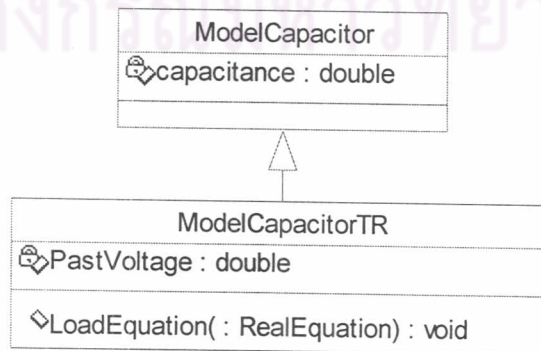 ModelCapacitor
capacitance : double
ModelCapacitorTR
PastVoltage : double
LoadEquation( : RealEquation) : void